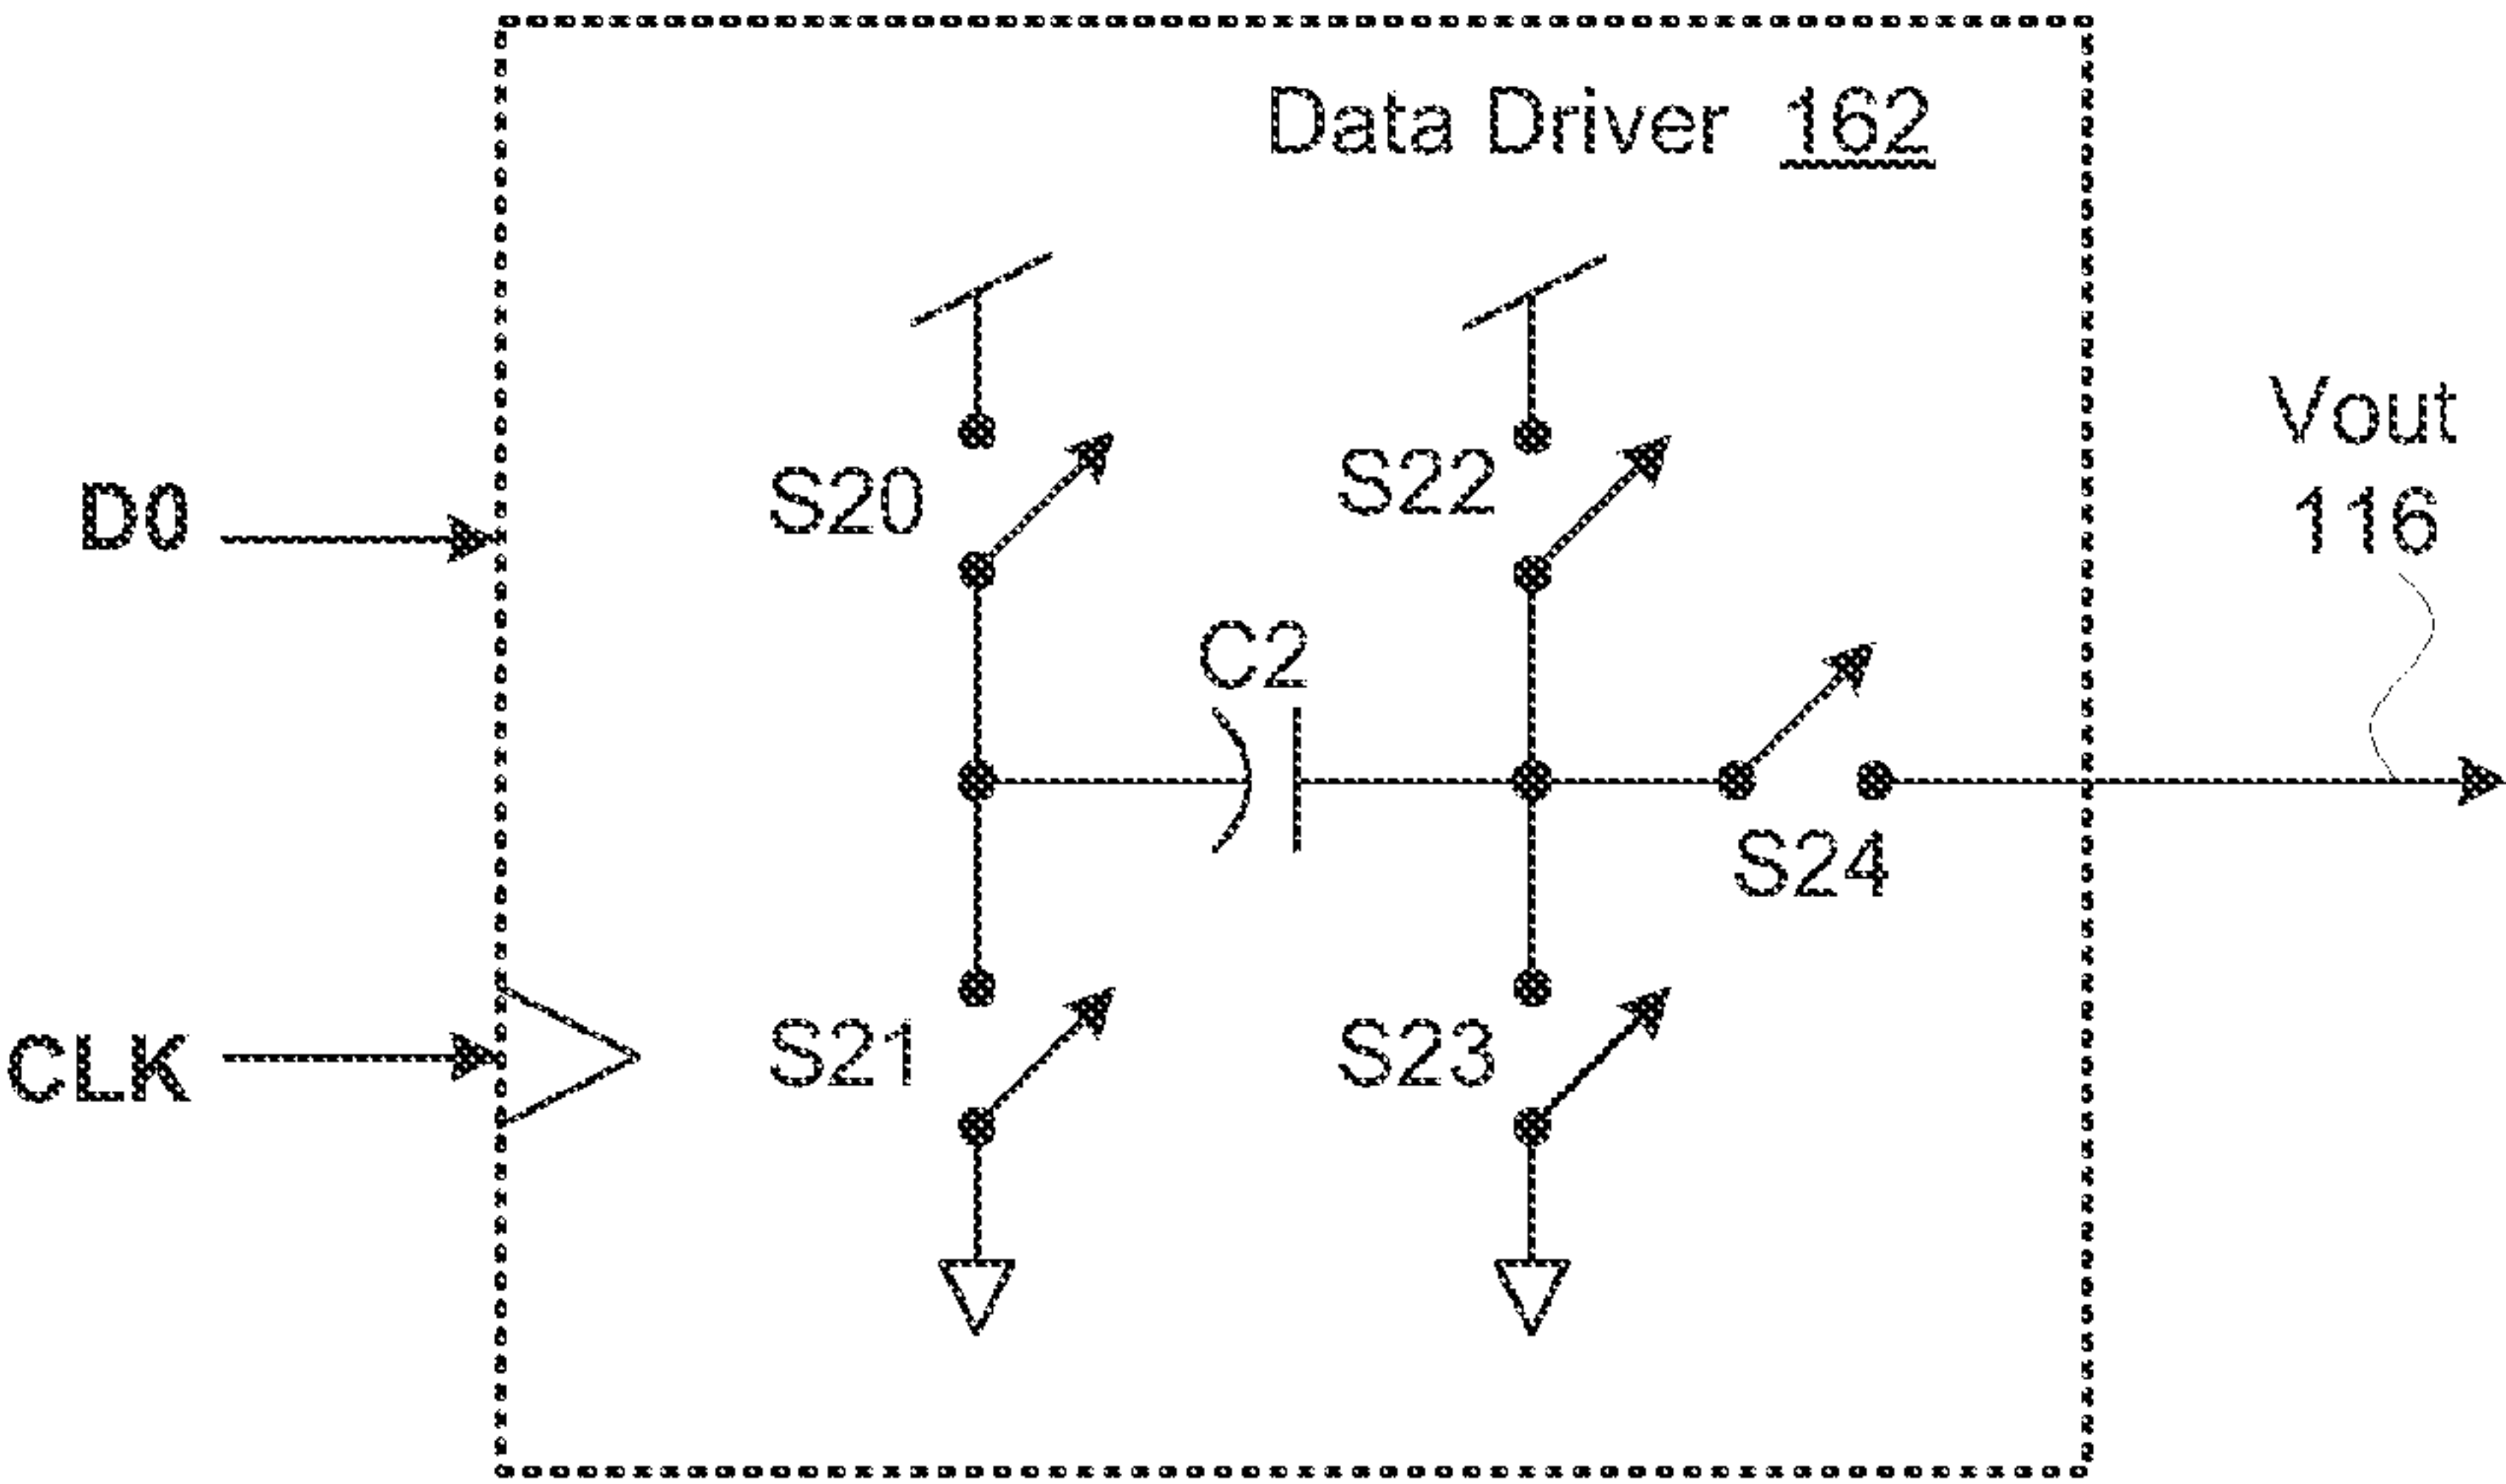 Data Driver 162
Vout
116
D0
S20
S22
C2
S24
CLK
S21
S23